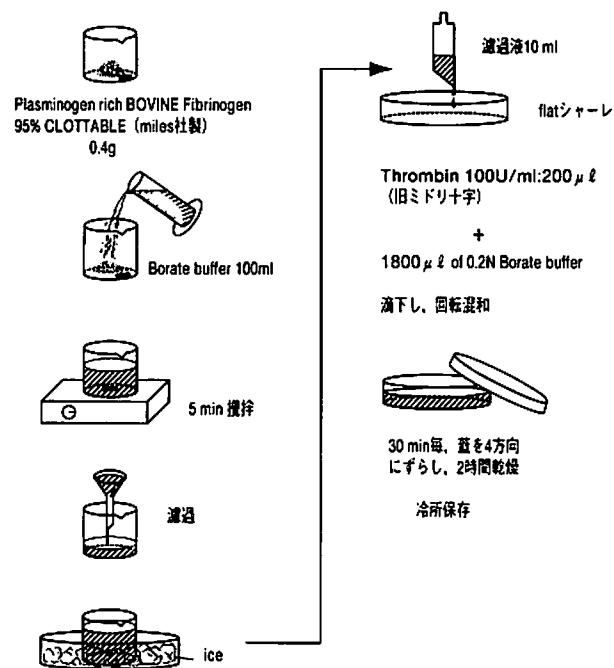 Plasminogen rich BOVINE Fibrinogen
95% CLOTTABLE (miles社製)
0.4g
Borate buffer 100ml
5 min 攪拌
濾過
ice
濾過液10 ml
flatシャーレ
Thrombin 100U/ml:200μℓ
(旧ミドリ十字)
+
1800μℓ of 0.2N Borate buffer
滴下し，回転混和
30 min毎，蓋を4方向
にずらし，2時間乾燥
冷所保存